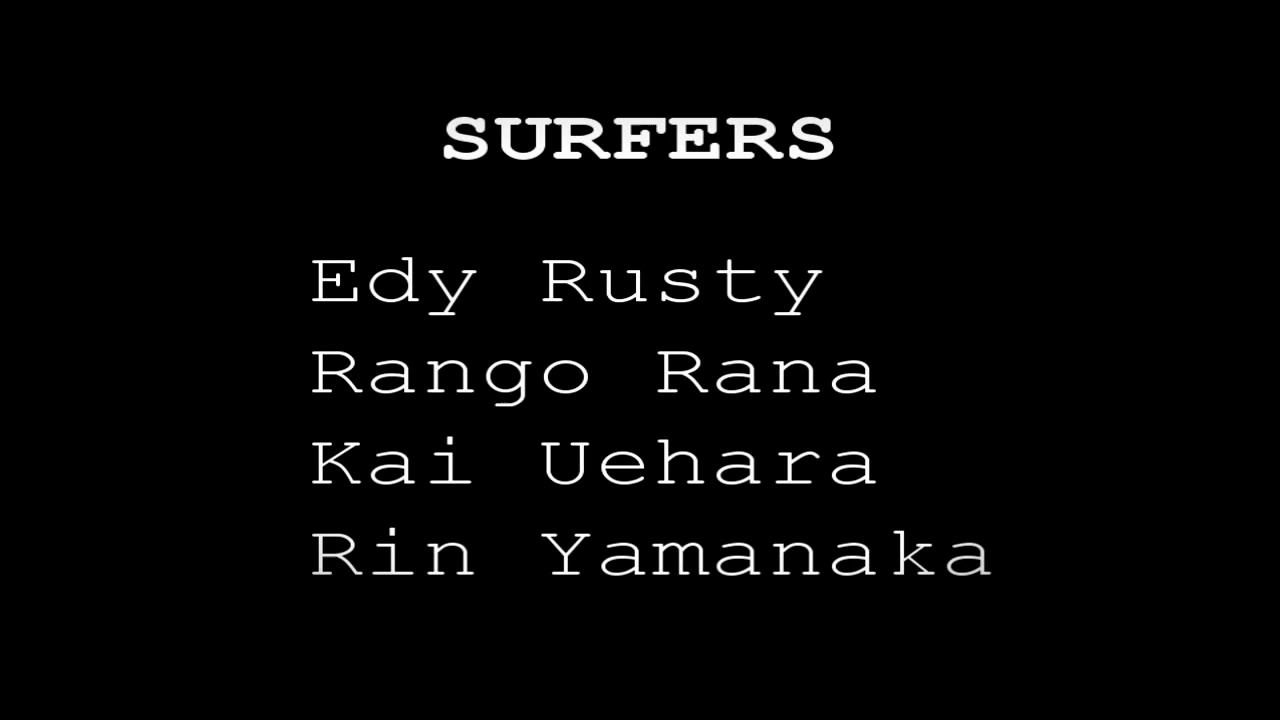 SURFERS
Edy Rusty
Rango Rana
Kai Uehara
Rin Yamanaka